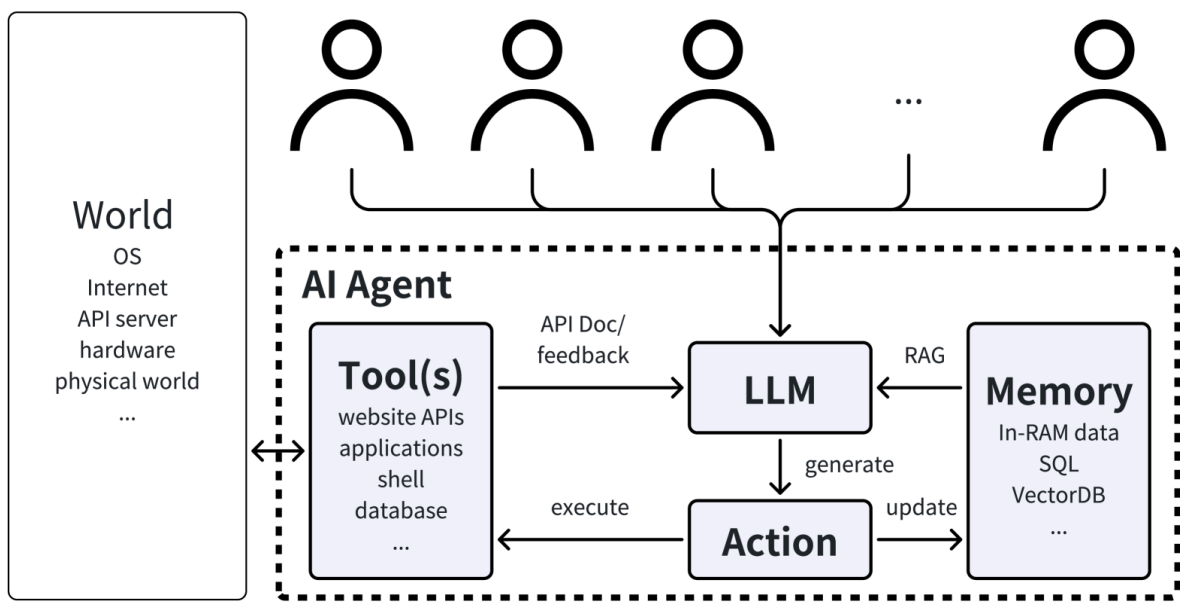 ...
World
OS
Internet
API server
hardware
physical world
...
AI Agent
Tool(s)
website APIs
applications
shell
database
...
API Doc/
feedback
LLM
RAG
Memory
In-RAM data
SQL
VectorDB
...
generate
execute
Action
update